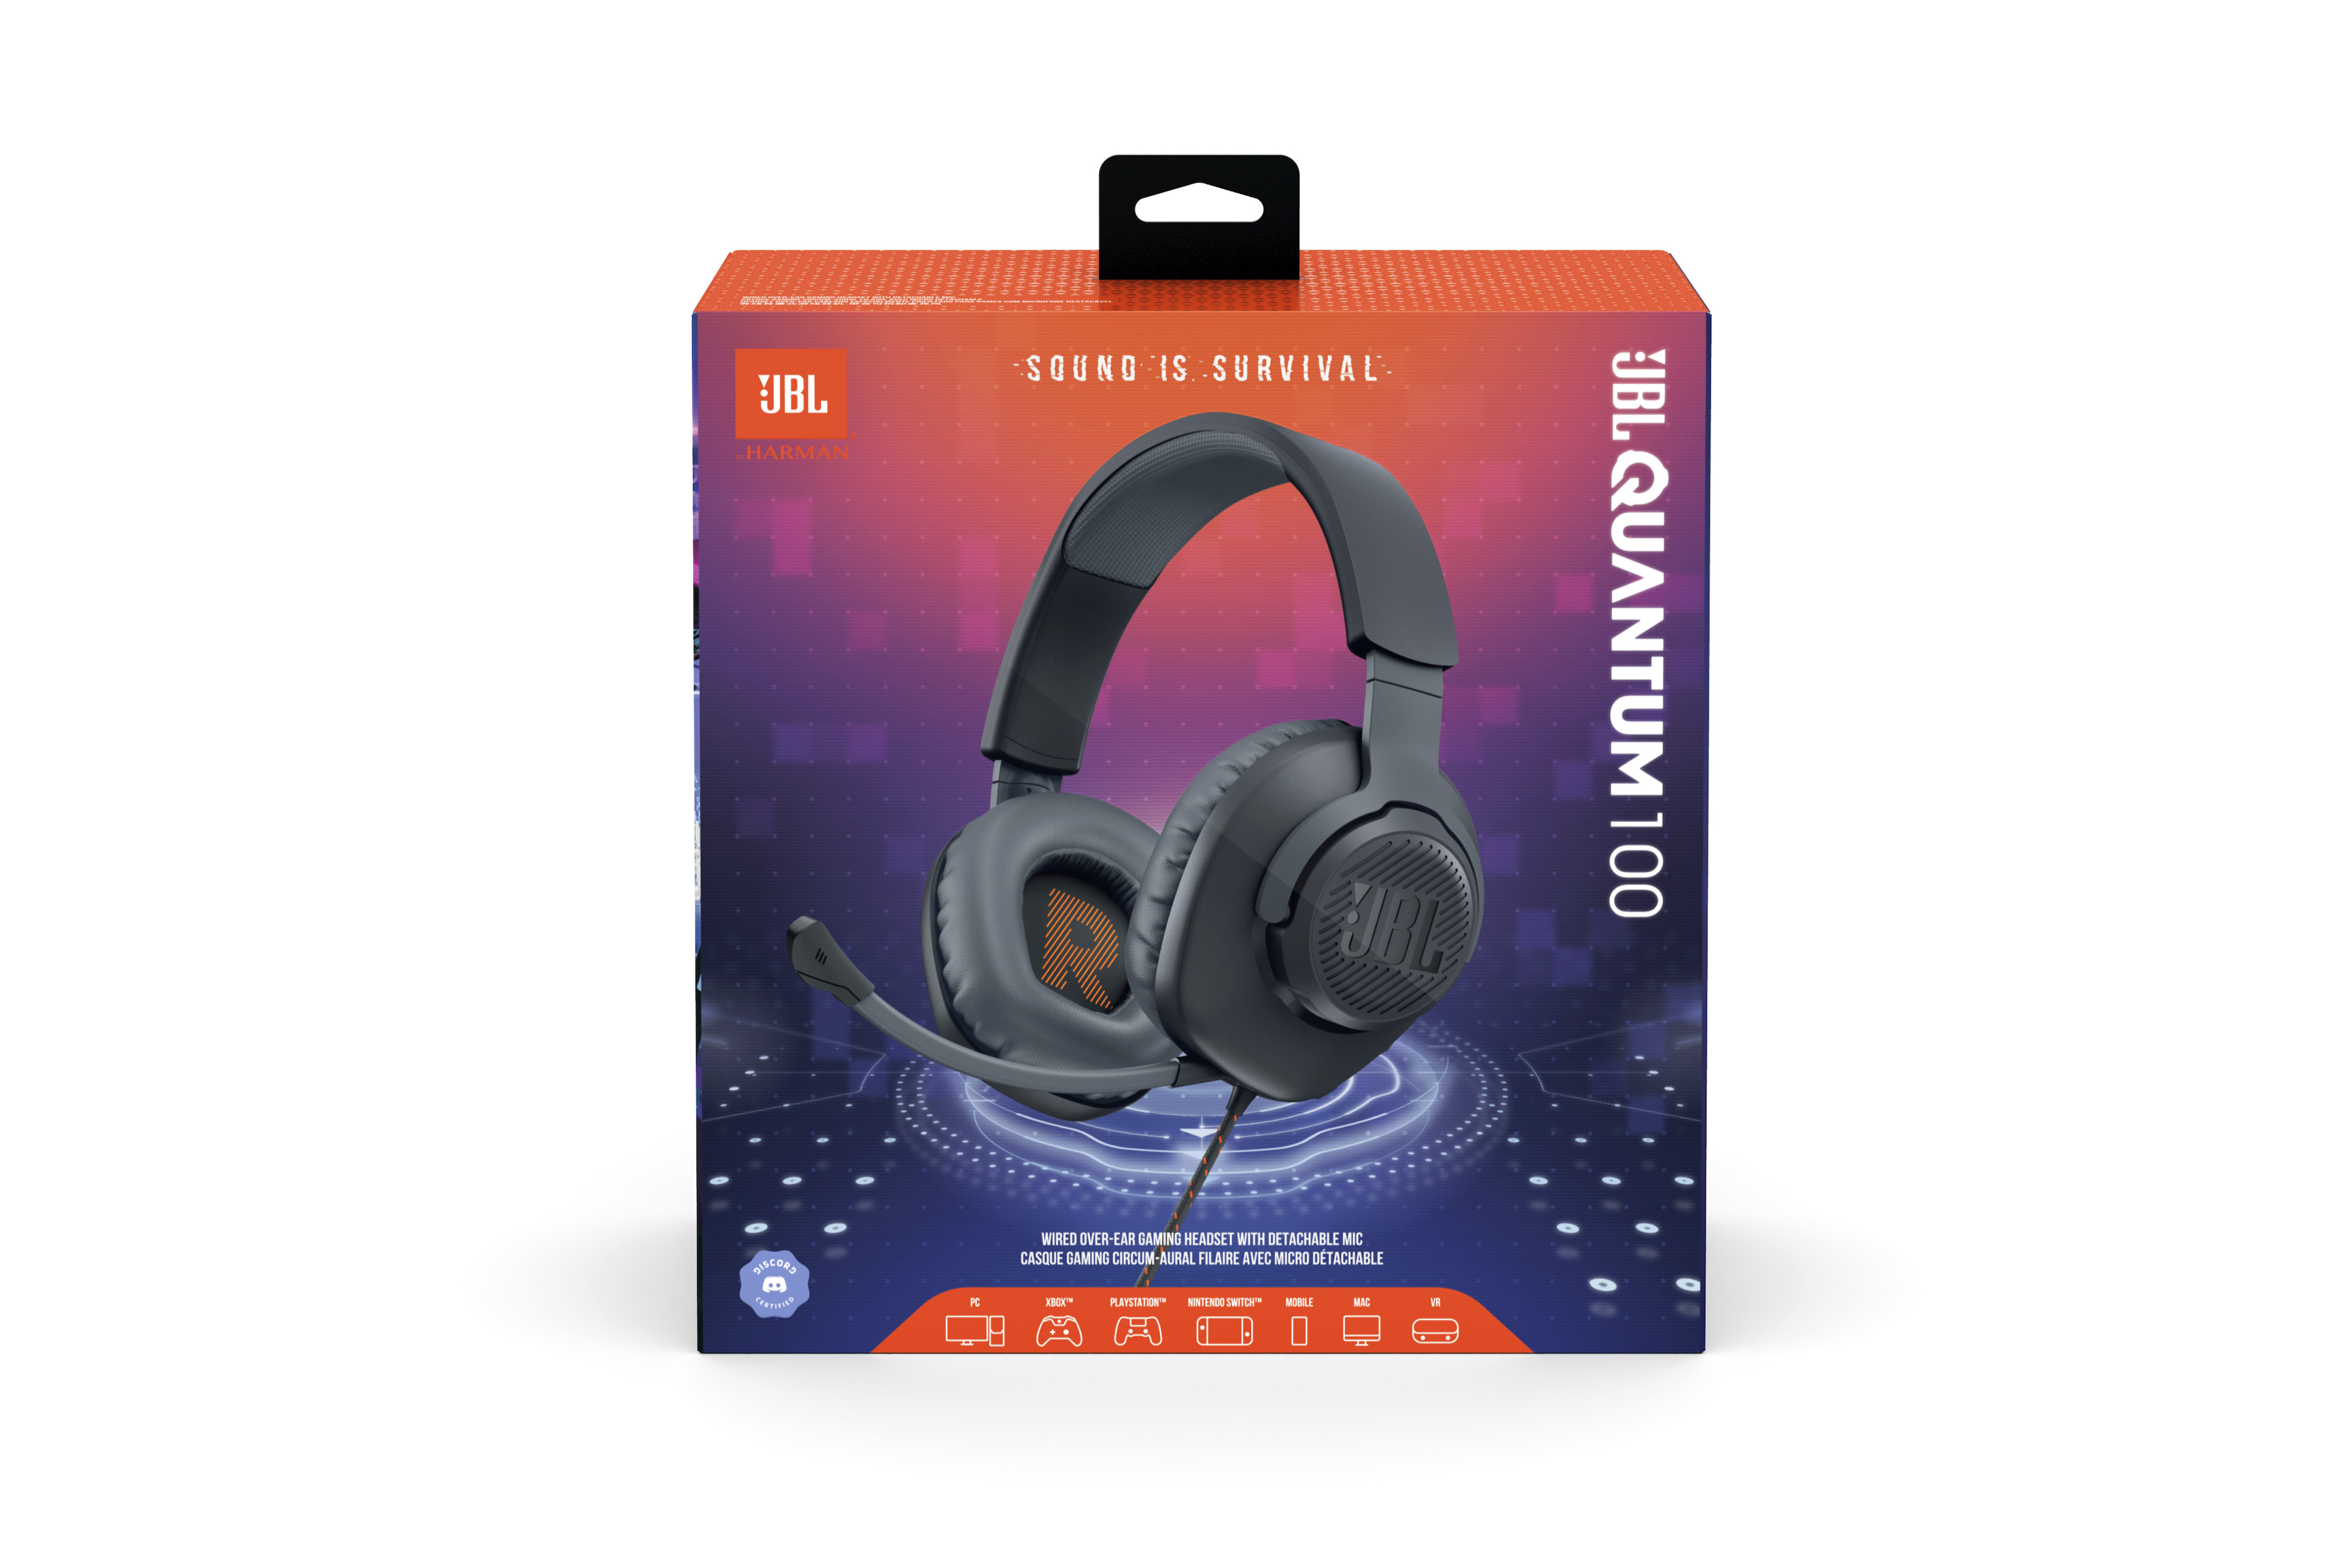 JBL
by HARMAN
SOUND IS SURVIVAL
JBL QUANTUM 100
R
JBL
WIRED OVER-EAR GAMING HEADSET WITH DETACHABLE MIC
CASQUE GAMING CIRCUM-AURAL FILAIRE AVEC MICRO DÉTACHABLE
DISCORD
CERTIFIED
PC XBOX™ PLAYSTATION™ NINTENDO SWITCH™ MOBILE MAC VR